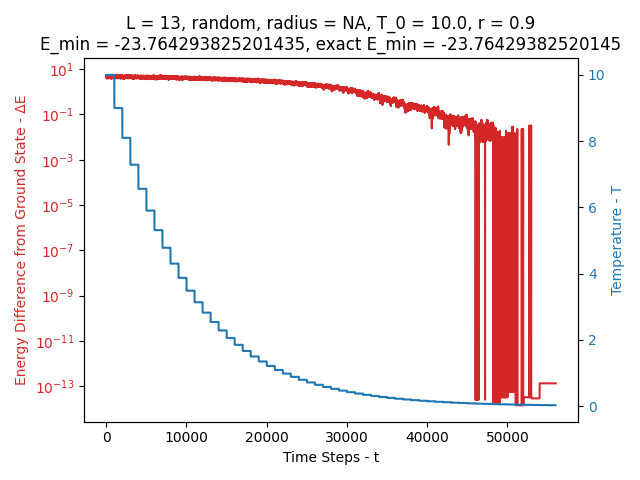 L = 13, random, radius = NA, T_0 = 10.0, r = 0.9
E_min = -23.764293825201435, exact E_min = -23.76429382520145
10¹
10⁻¹
10⁻³
10⁻⁵
10⁻⁷
10⁻⁹
10⁻¹¹
10⁻¹³
Energy Difference from Ground State - ΔE
10
8
6
4
2
0
Temperature - T
0 10000 20000 30000 40000 50000
Time Steps - t